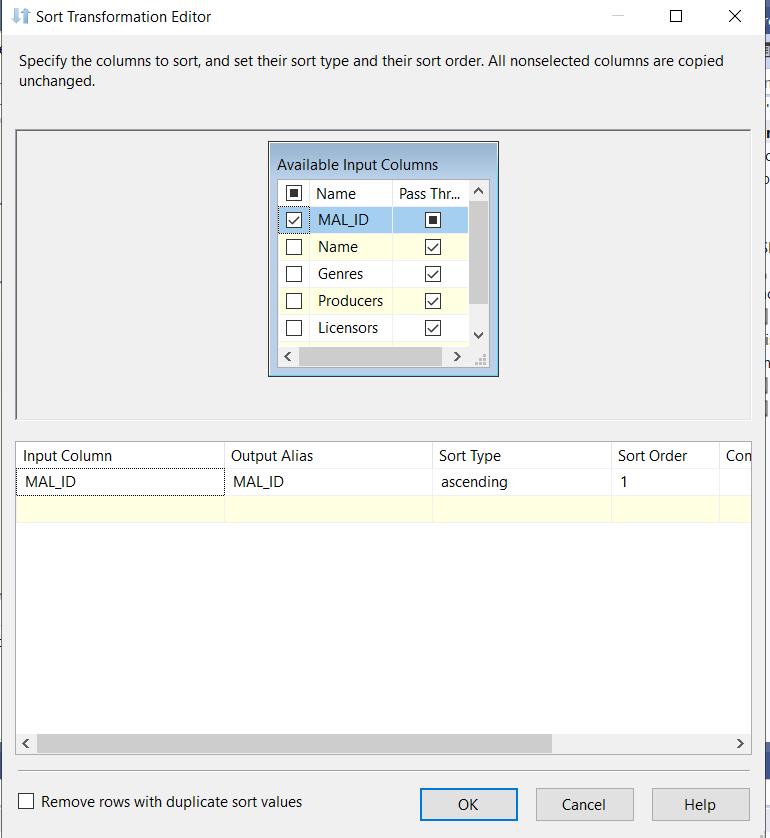 Sort Transformation Editor
Specify the columns to sort, and set their sort type and their sort order. All nonselected columns are copied
unchanged.
Available Input Columns
Name Pass Thr...
MAL_ID
Name
Genres
Producers
Licensors
Input Column Output Alias Sort Type Sort Order Con
MAL_ID MAL_ID ascending 1
Remove rows with duplicate sort values
OK Cancel Help